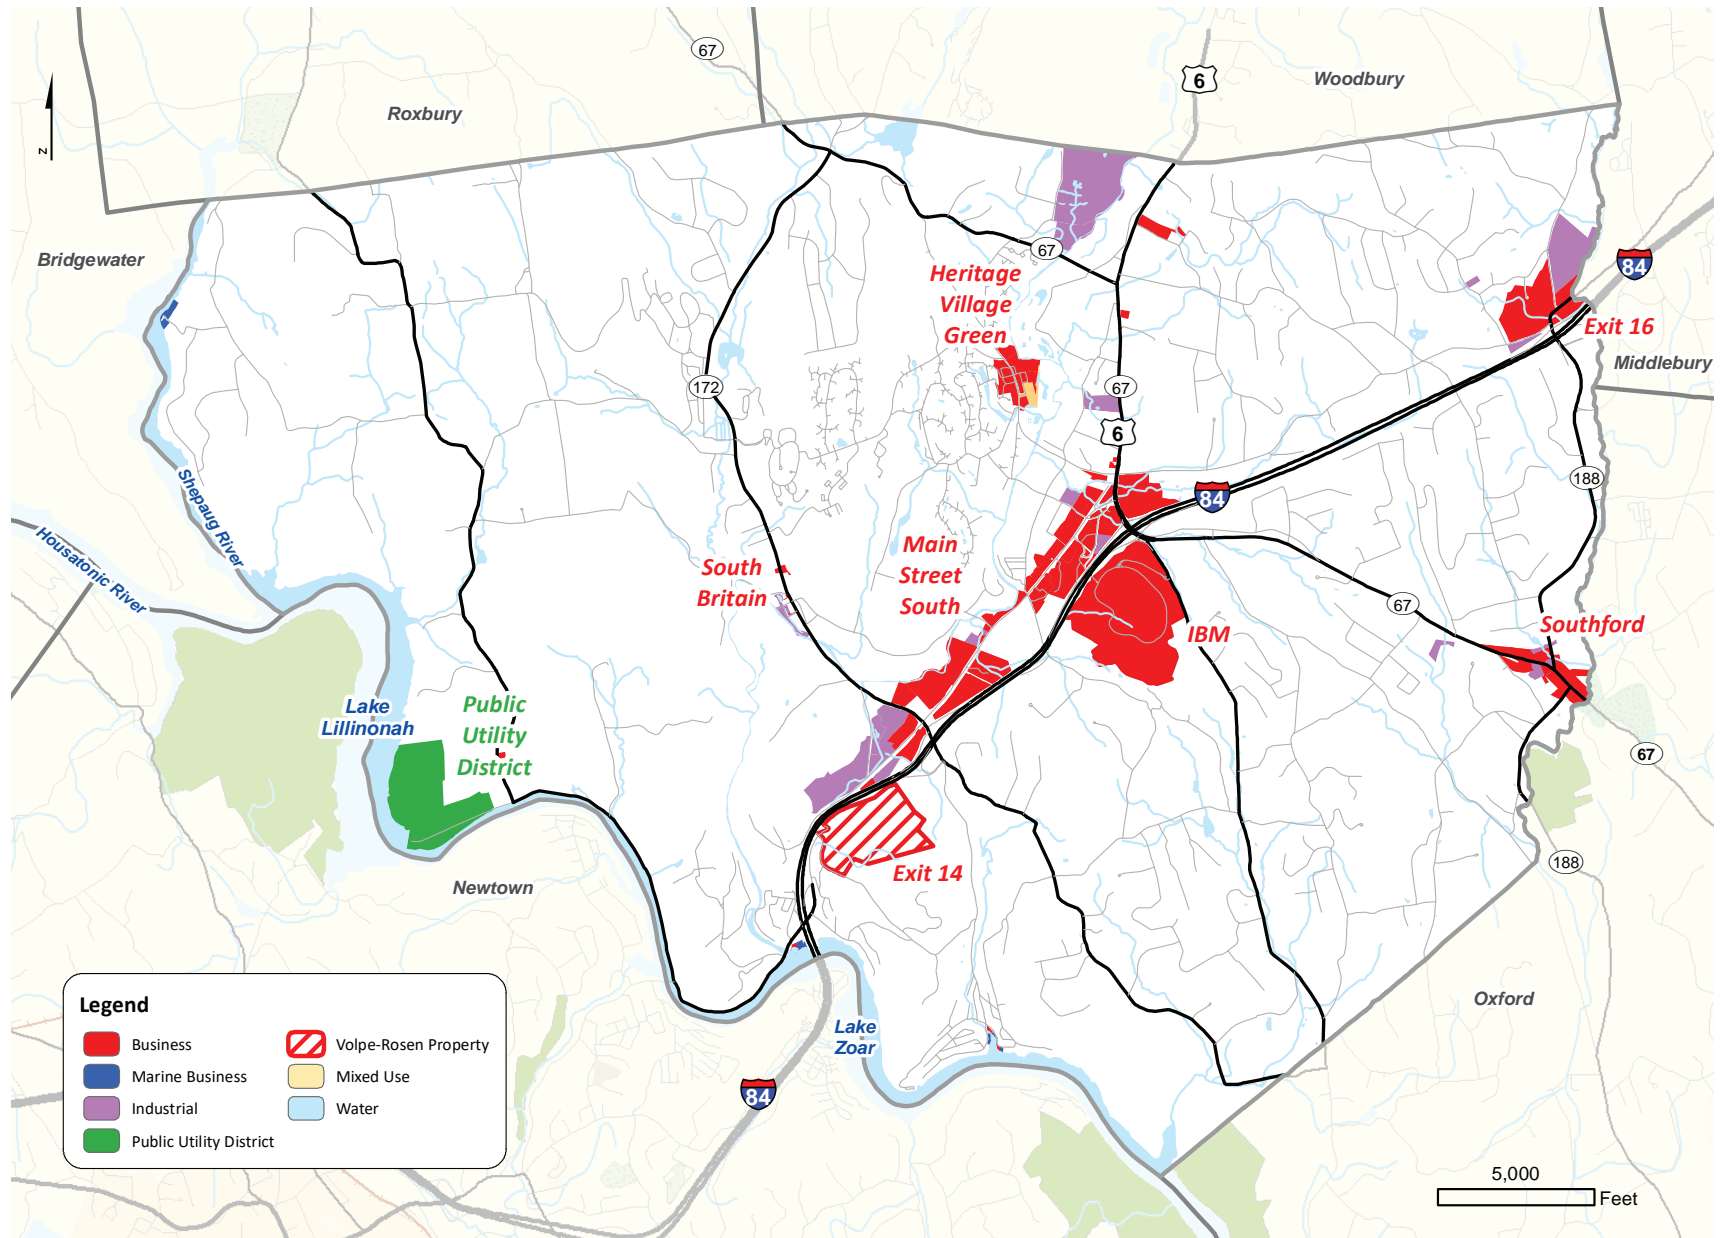 67
6
Woodbury
Roxbury
N
Bridgewater
67
84
Heritage
Village
Green
Exit 16
Middlebury
172
67
6
84
188
Shepaug River
Housatonic River
South
Britain
Main
Street
South
67
IBM
Southford
Lake
Lillinonah
Public
Utility
District
67
188
Exit 14
Newtown
Oxford
Lake
Zoar
84
Legend
Business
Marine Business
Industrial
Public Utility District
Volpe-Rosen Property
Mixed Use
Water
5,000
Feet